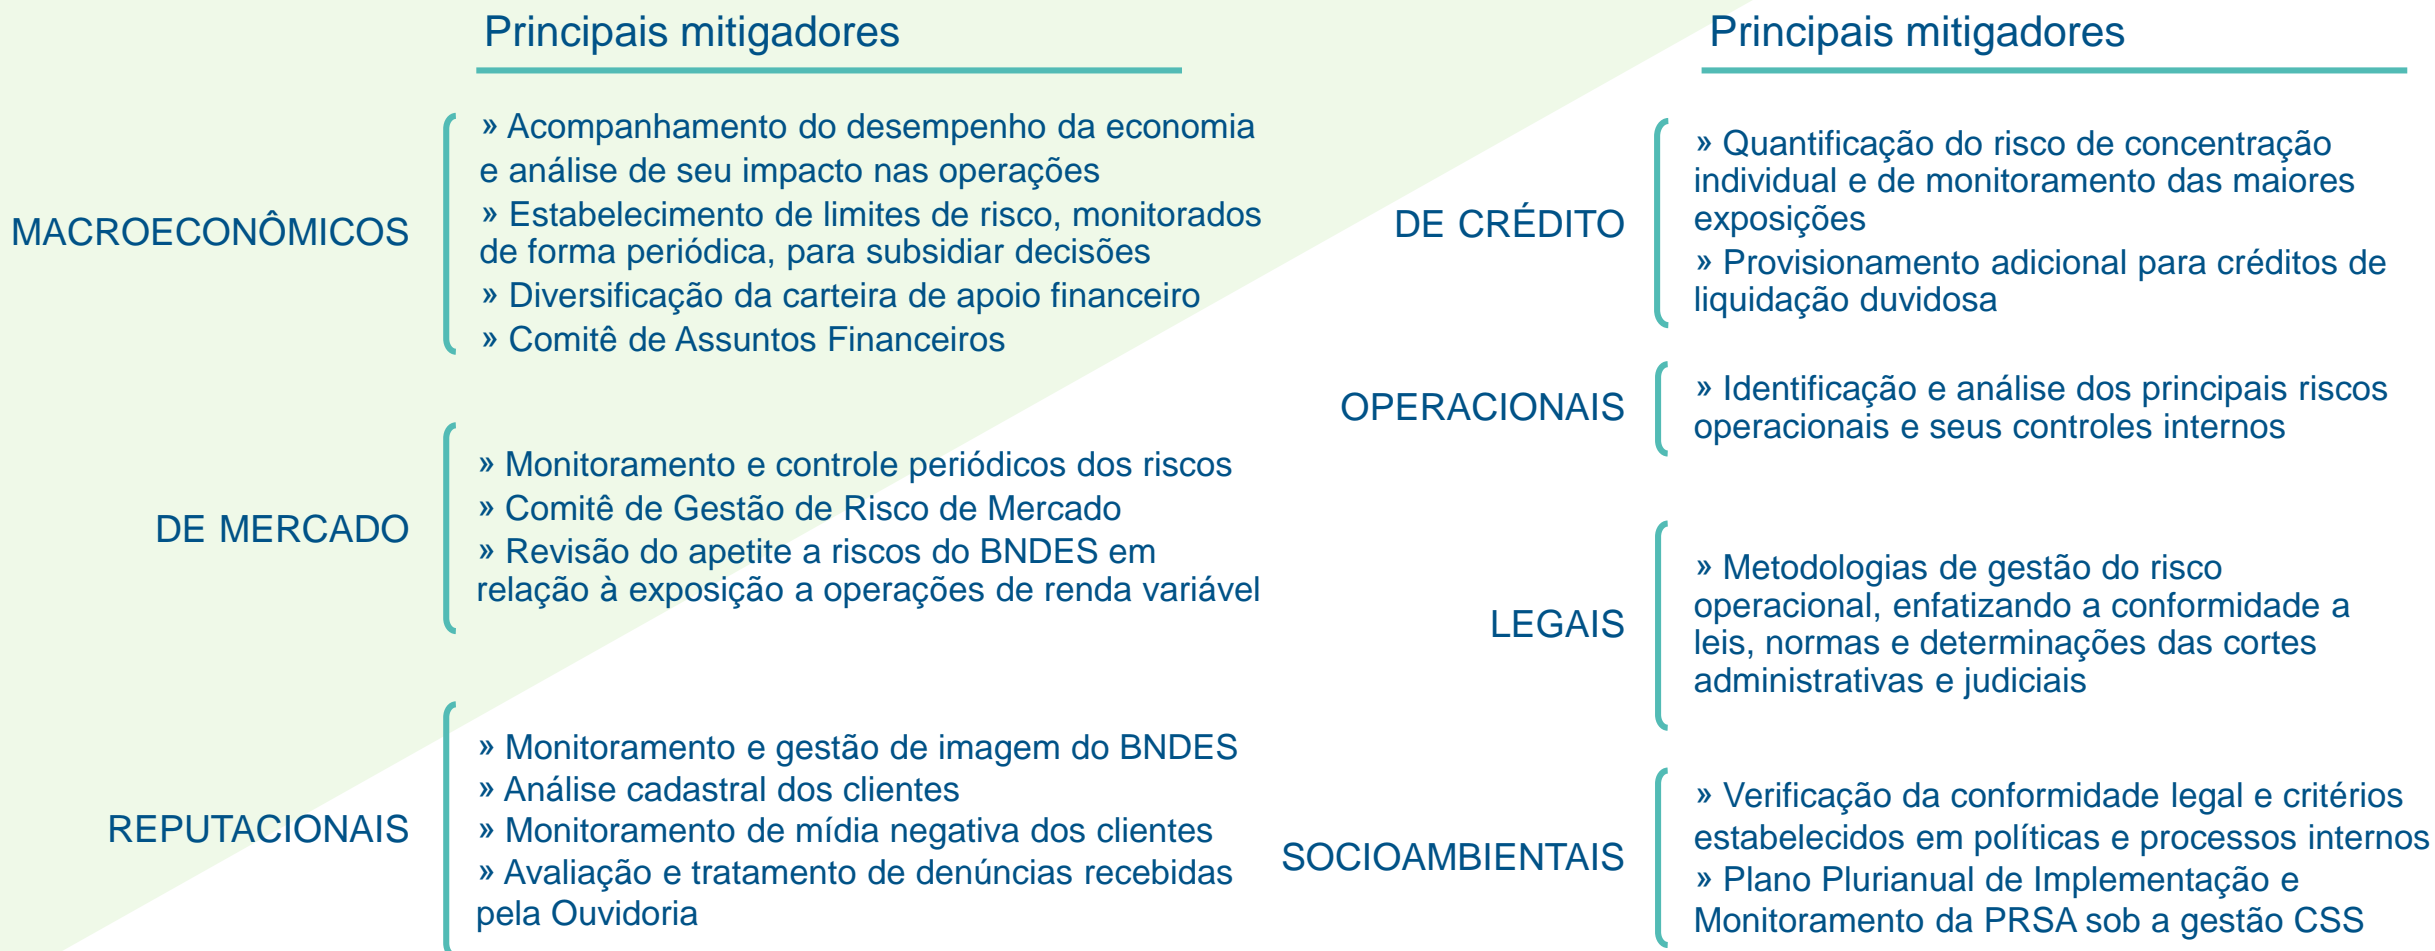 Principais mitigadores
MACROECONÔMICOS
» Acompanhamento do desempenho da economia
e análise de seu impacto nas operações
» Estabelecimento de limites de risco, monitorados
de forma periódica, para subsidiar decisões
» Diversificação da carteira de apoio financeiro
» Comitê de Assuntos Financeiros
DE MERCADO
» Monitoramento e controle periódicos dos riscos
» Comitê de Gestão de Risco de Mercado
» Revisão do apetite a riscos do BNDES em
relação à exposição a operações de renda variável
REPUTACIONAIS
» Monitoramento e gestão de imagem do BNDES
» Análise cadastral dos clientes
» Monitoramento de mídia negativa dos clientes
» Avaliação e tratamento de denúncias recebidas
pela Ouvidoria
Principais mitigadores
DE CRÉDITO
» Quantificação do risco de concentração
individual e de monitoramento das maiores
exposições
» Provisionamento adicional para créditos de
liquidação duvidosa
OPERACIONAIS
» Identificação e análise dos principais riscos
operacionais e seus controles internos
LEGAIS
» Metodologias de gestão do risco
operacional, enfatizando a conformidade a
leis, normas e determinações das cortes
administrativas e judiciais
SOCIOAMBIENTAIS
» Verificação da conformidade legal e critérios
estabelecidos em políticas e processos internos
» Plano Plurianual de Implementação e
Monitoramento da PRSA sob a gestão CSS